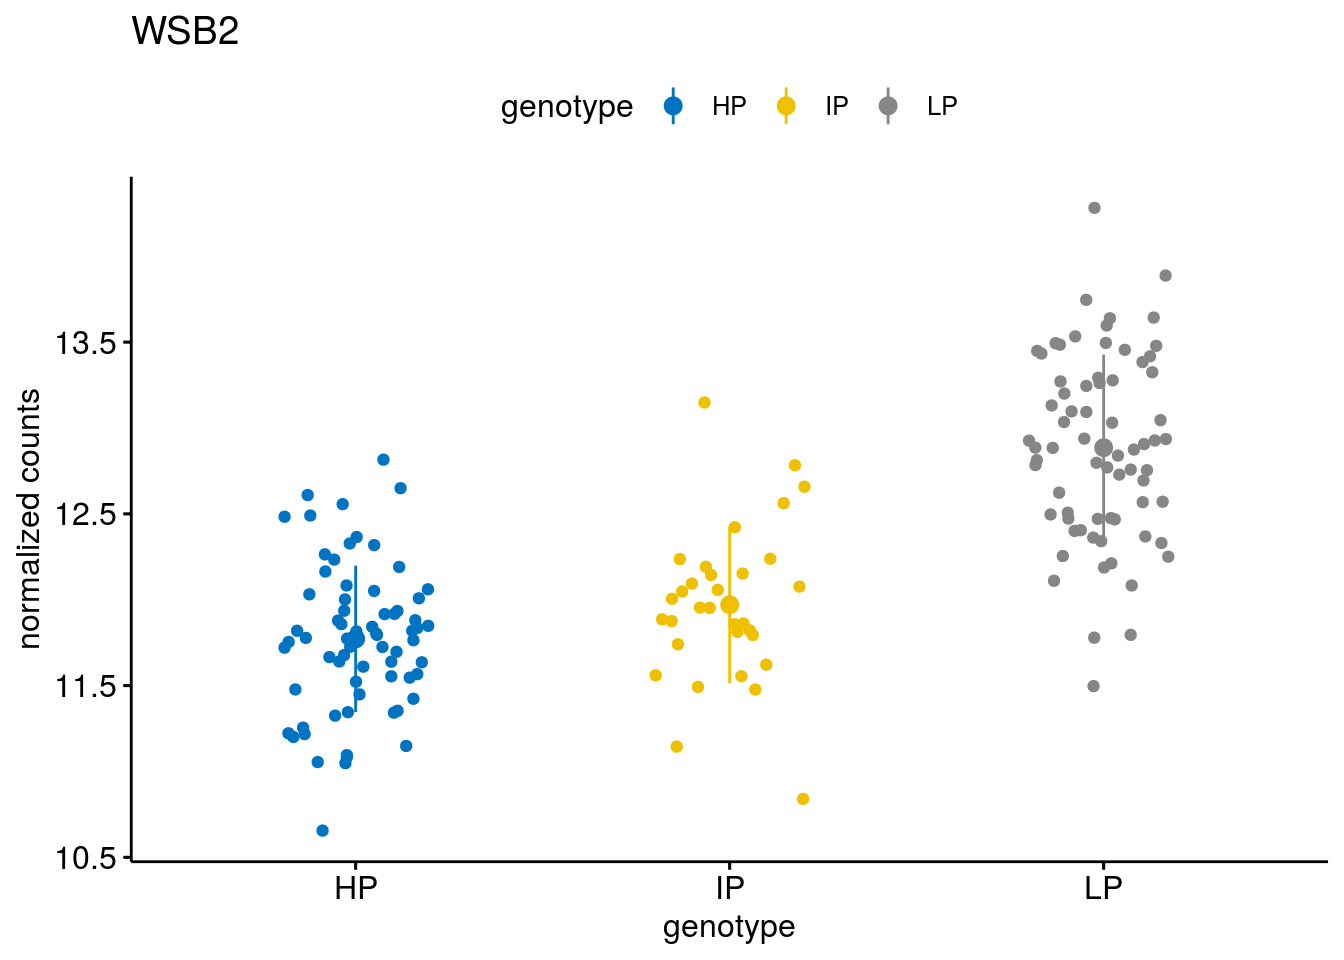 WSB2
genotype HP IP LP
normalized counts
13.5
12.5
11.5
10.5
HP IP LP
genotype